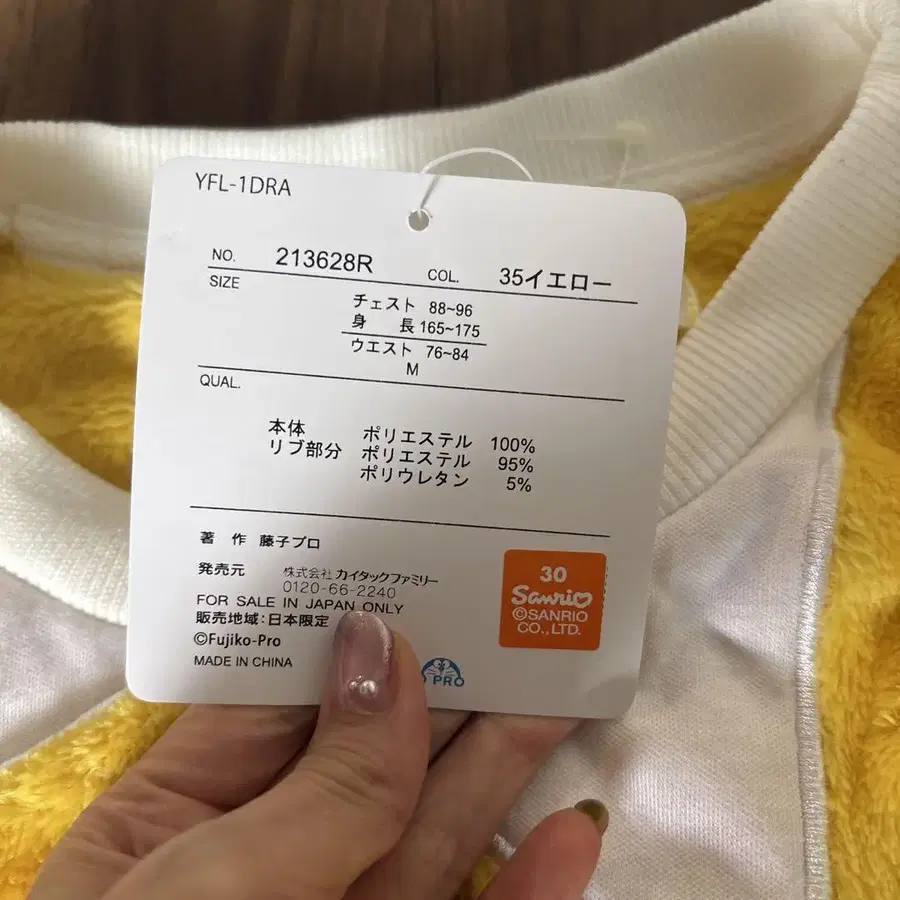 YFL-1DRA
NO. 213628R COL. 35イエロー
SIZE
チェスト 88~96
身 長 165~175
ウエスト 76~84
M
QUAL.
本体 ポリエステル 100%
リブ部分 ポリエステル 95%
ポリウレタン 5%
著 作 藤子プロ
発売元 株式会社 カイタックファミリー
0120-66-2240
FOR SALE IN JAPAN ONLY
販売地域:日本限定
©Fujiko-Pro
MADE IN CHINA
30
Sanrio
©SANRIO
CO., LTD.
PRO